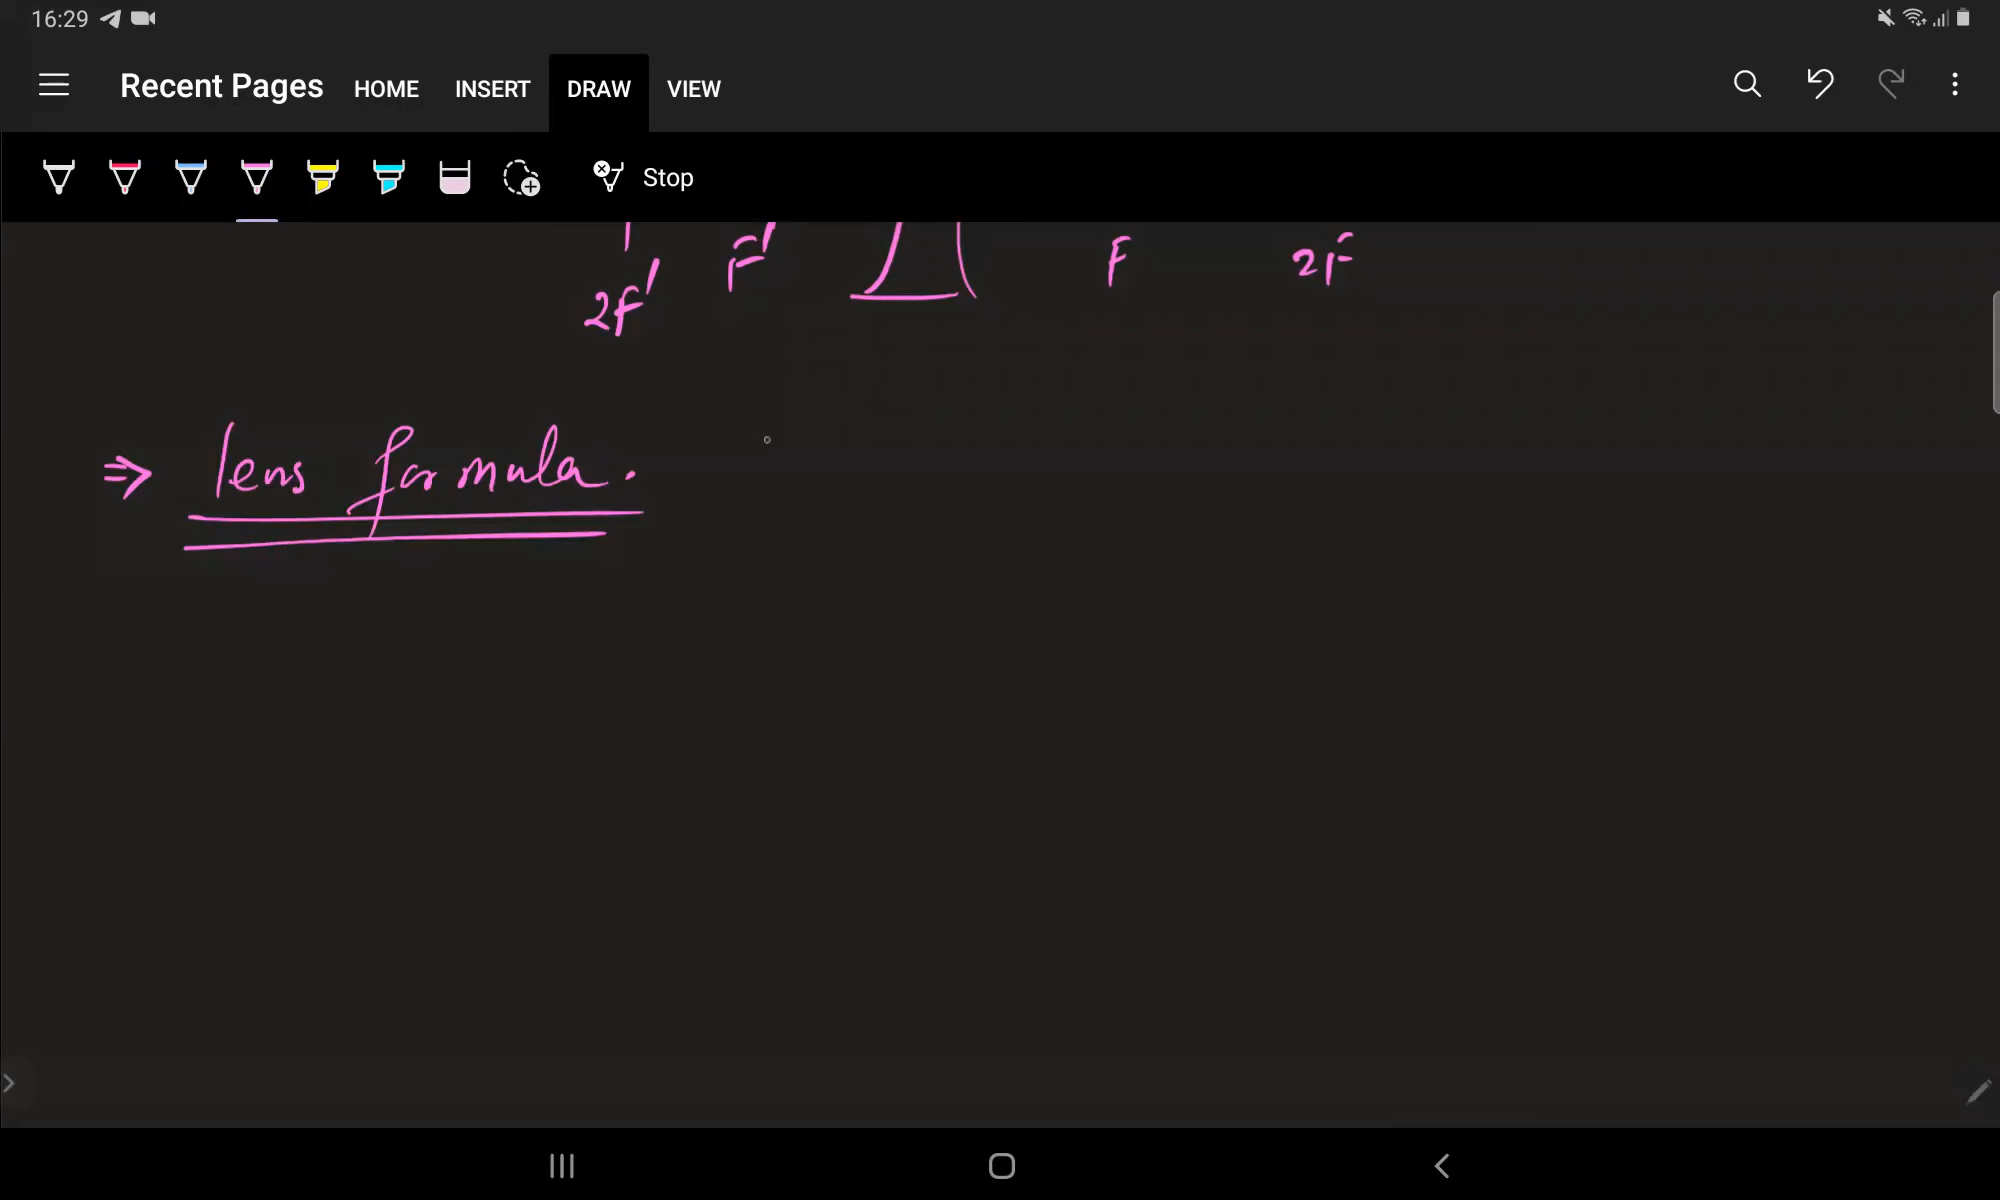 16:29
Recent Pages HOME INSERT DRAW VIEW
Stop
F' F 2F
2F'
⇒ lens formula.